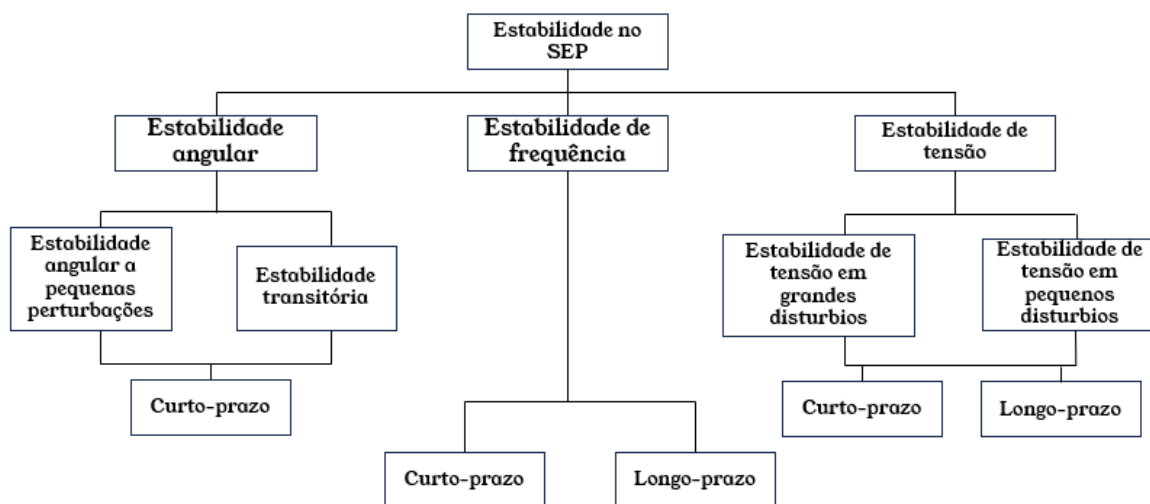 Estabilidade no
SEP
Estabilidade
angular
Estabilidade de
frequência
Estabilidade de
tensão
Estabilidade
angular a
pequenas
perturbações
Estabilidade
transitória
Estabilidade de
tensão em
grandes
disturbios
Estabilidade de
tensão em
pequenos
disturbios
Curto-prazo
Curto-prazo
Longo-prazo
Curto-prazo
Longo-prazo